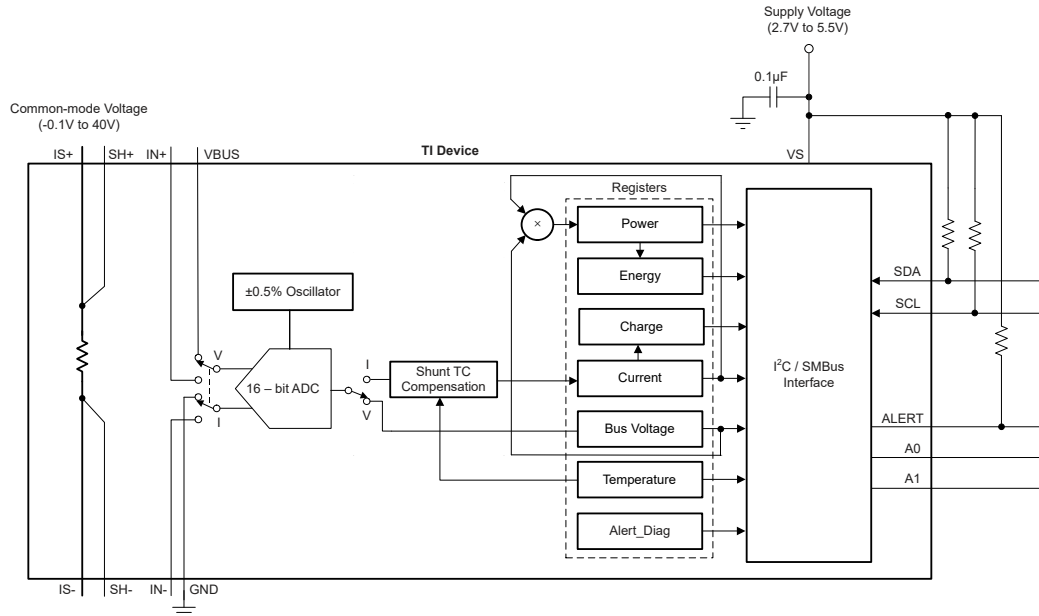 Supply Voltage
(2.7V to 5.5V)
0.1µF
Common-mode Voltage
(-0.1V to 40V)
IS+ SH+ IN+ VBUS TI Device VS
Registers
×
Power
±0.5% Oscillator
Energy
SDA
Charge
SCL
V
I
Shunt TC
Compensation
16 – bit ADC
Current
I²C / SMBus
Interface
I
V
Bus Voltage
ALERT
A0
Temperature
A1
Alert_Diag
IS- SH- IN- GND